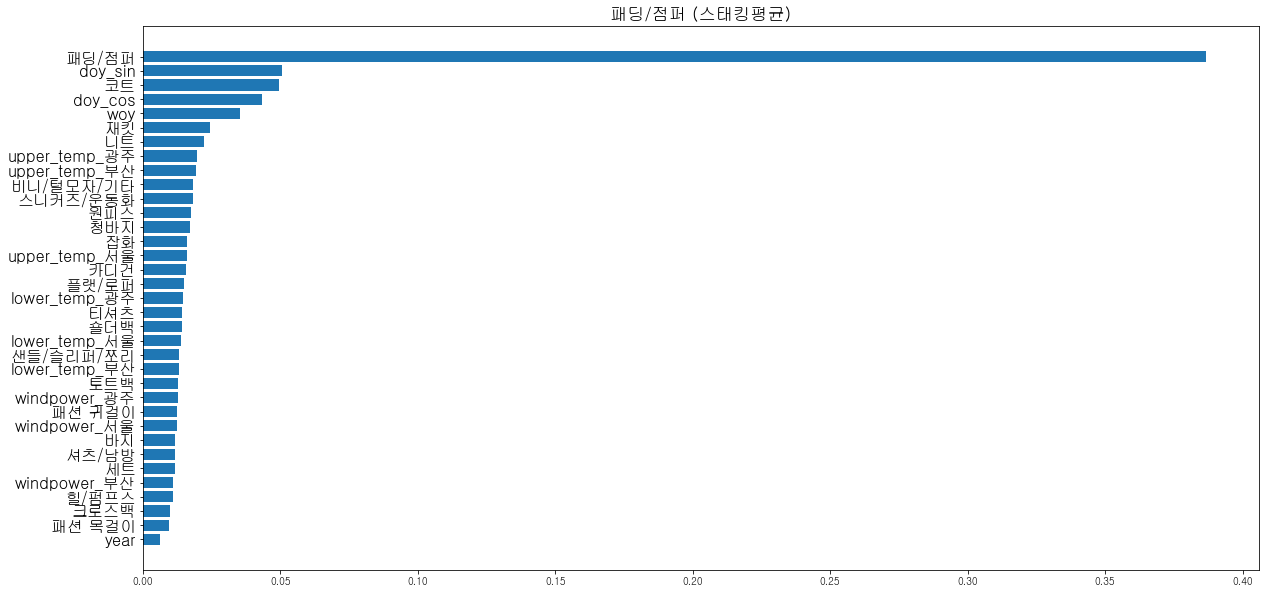 패딩/점퍼 (스태킹평균)
패딩/점퍼
doy_sin
코트
doy_cos
woy
재킷
니트
upper_temp_광주
upper_temp_부산
비니/털모자/기타
스니커즈/운동화
원피스
청바지
잡화
upper_temp_서울
카디건
플랫/로퍼
lower_temp_광주
티셔츠
숄더백
lower_temp_서울
샌들/슬리퍼/쪼리
lower_temp_부산
토트백
windpower_광주
패션 귀걸이
windpower_서울
바지
셔츠/남방
세트
windpower_부산
힐/펌프스
크로스백
패션 목걸이
year
0.00 0.05 0.10 0.15 0.20 0.25 0.30 0.35 0.40